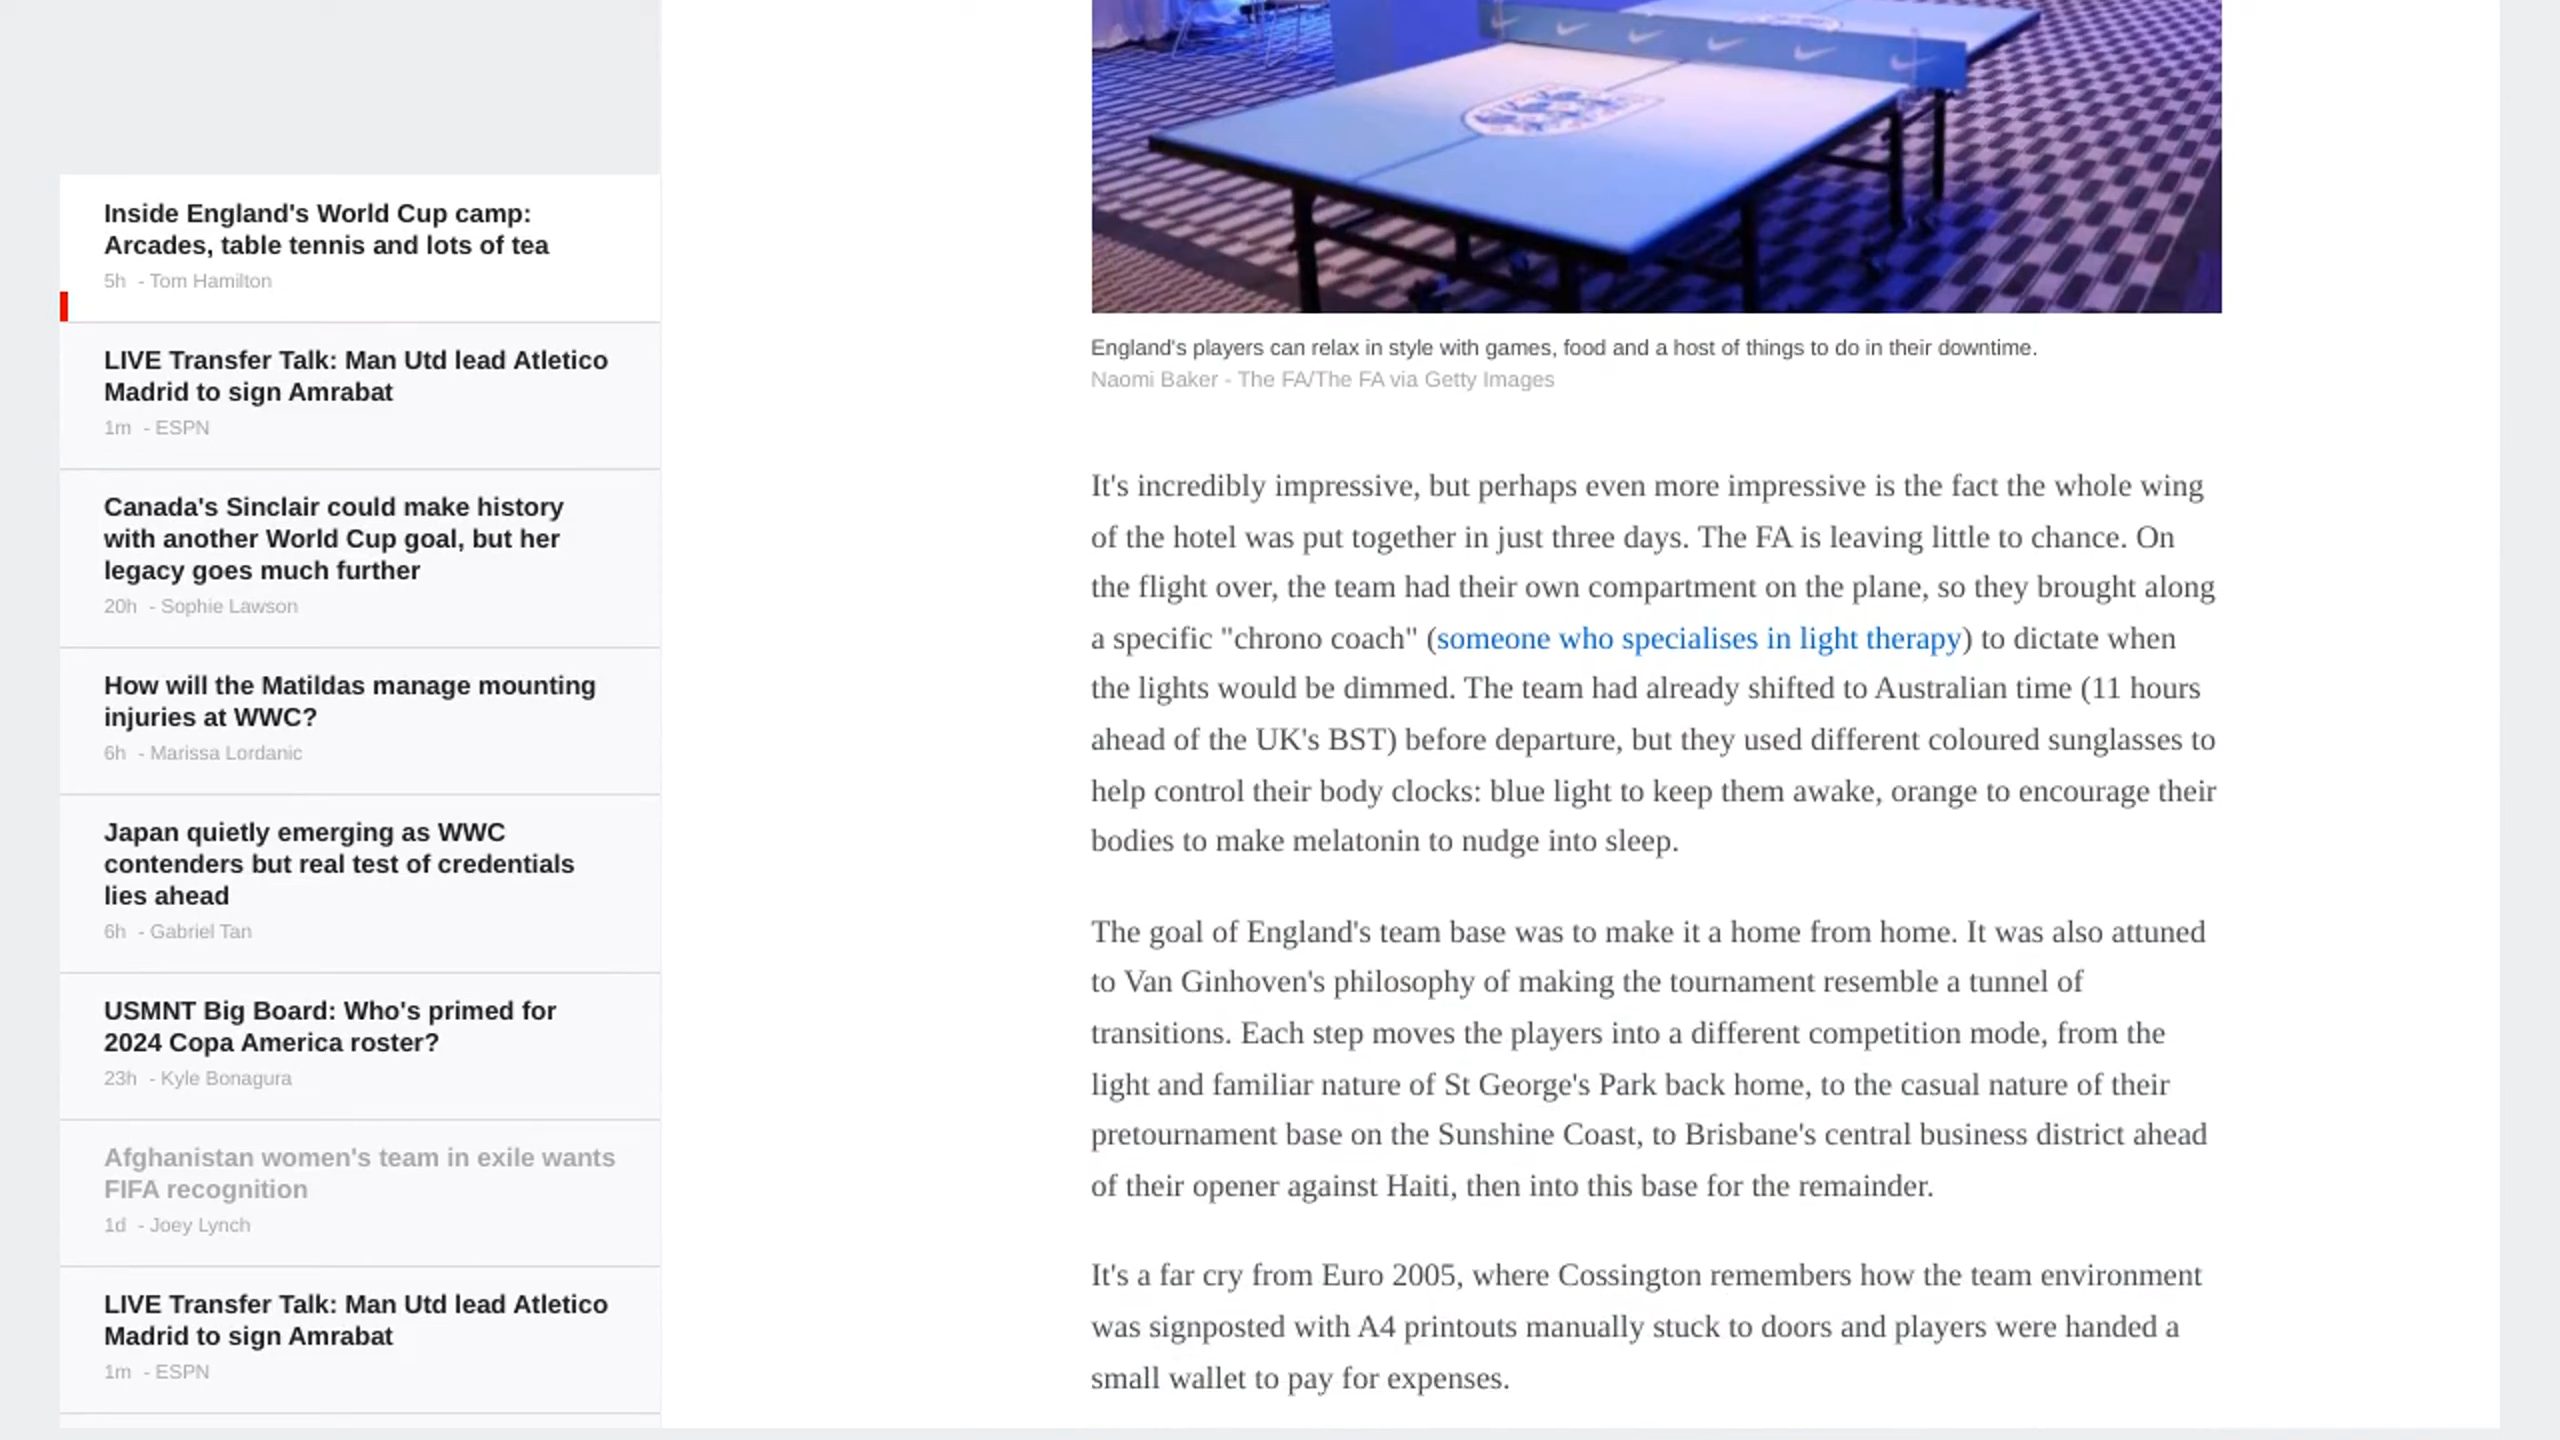 Inside England's World Cup camp:
Arcades, table tennis and lots of tea
5h - Tom Hamilton
LIVE Transfer Talk: Man Utd lead Atletico
Madrid to sign Amrabat
1m - ESPN
Canada's Sinclair could make history
with another World Cup goal, but her
legacy goes much further
20h - Sophie Lawson
How will the Matildas manage mounting
injuries at WWC?
6h - Marissa Lordanic
Japan quietly emerging as WWC
contenders but real test of credentials
lies ahead
6h - Gabriel Tan
USMNT Big Board: Who's primed for
2024 Copa America roster?
23h - Kyle Bonagura
Afghanistan women's team in exile wants
FIFA recognition
1d - Joey Lynch
LIVE Transfer Talk: Man Utd lead Atletico
Madrid to sign Amrabat
1m - ESPN
England's players can relax in style with games, food and a host of things to do in their downtime.
Naomi Baker - The FA/The FA via Getty Images
It's incredibly impressive, but perhaps even more impressive is the fact the whole wing
of the hotel was put together in just three days. The FA is leaving little to chance. On
the flight over, the team had their own compartment on the plane, so they brought along
a specific "chrono coach" (someone who specialises in light therapy) to dictate when
the lights would be dimmed. The team had already shifted to Australian time (11 hours
ahead of the UK's BST) before departure, but they used different coloured sunglasses to
help control their body clocks: blue light to keep them awake, orange to encourage their
bodies to make melatonin to nudge into sleep.
The goal of England's team base was to make it a home from home. It was also attuned
to Van Ginhoven's philosophy of making the tournament resemble a tunnel of
transitions. Each step moves the players into a different competition mode, from the
light and familiar nature of St George's Park back home, to the casual nature of their
pretournament base on the Sunshine Coast, to Brisbane's central business district ahead
of their opener against Haiti, then into this base for the remainder.
It's a far cry from Euro 2005, where Cossington remembers how the team environment
was signposted with A4 printouts manually stuck to doors and players were handed a
small wallet to pay for expenses.